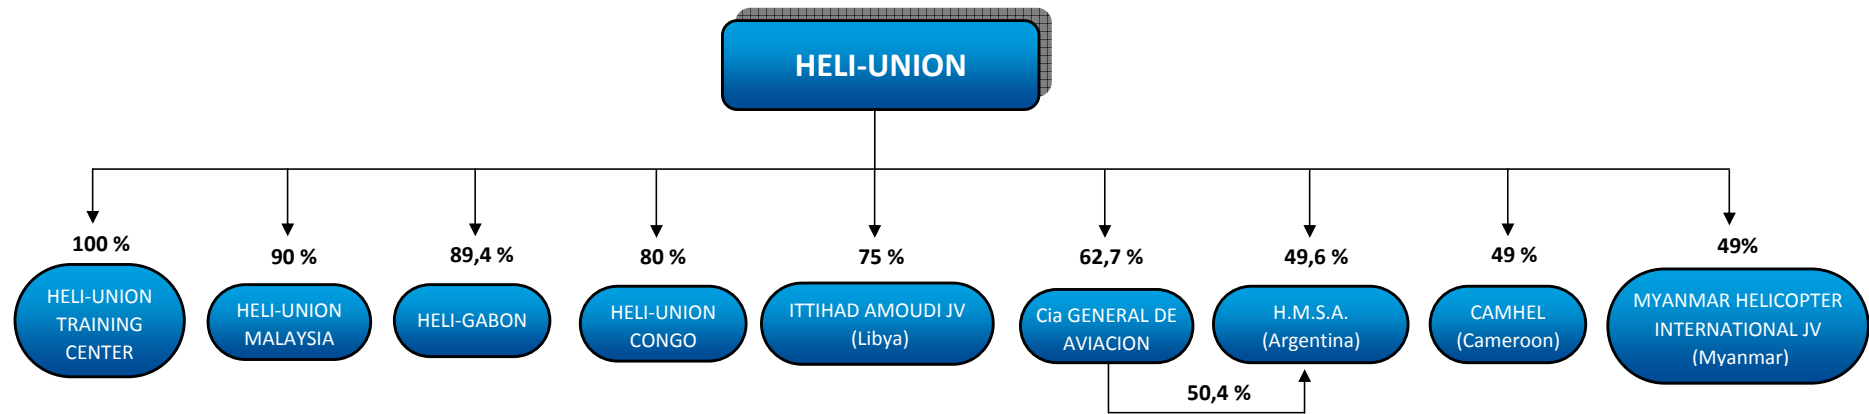 HELI-UNION
100 %
90 %
89,4 %
80 %
75 %
62,7 %
49,6 %
49 %
49%
HELI-UNION
TRAINING
CENTER
HELI-UNION
MALAYSIA
HELI-GABON
HELI-UNION
CONGO
ITTIHAD AMOUDI JV
(Libya)
Cia GENERAL DE
AVIACION
H.M.S.A.
(Argentina)
CAMHEL
(Cameroon)
MYANMAR HELICOPTER
INTERNATIONAL JV
(Myanmar)
50,4 %